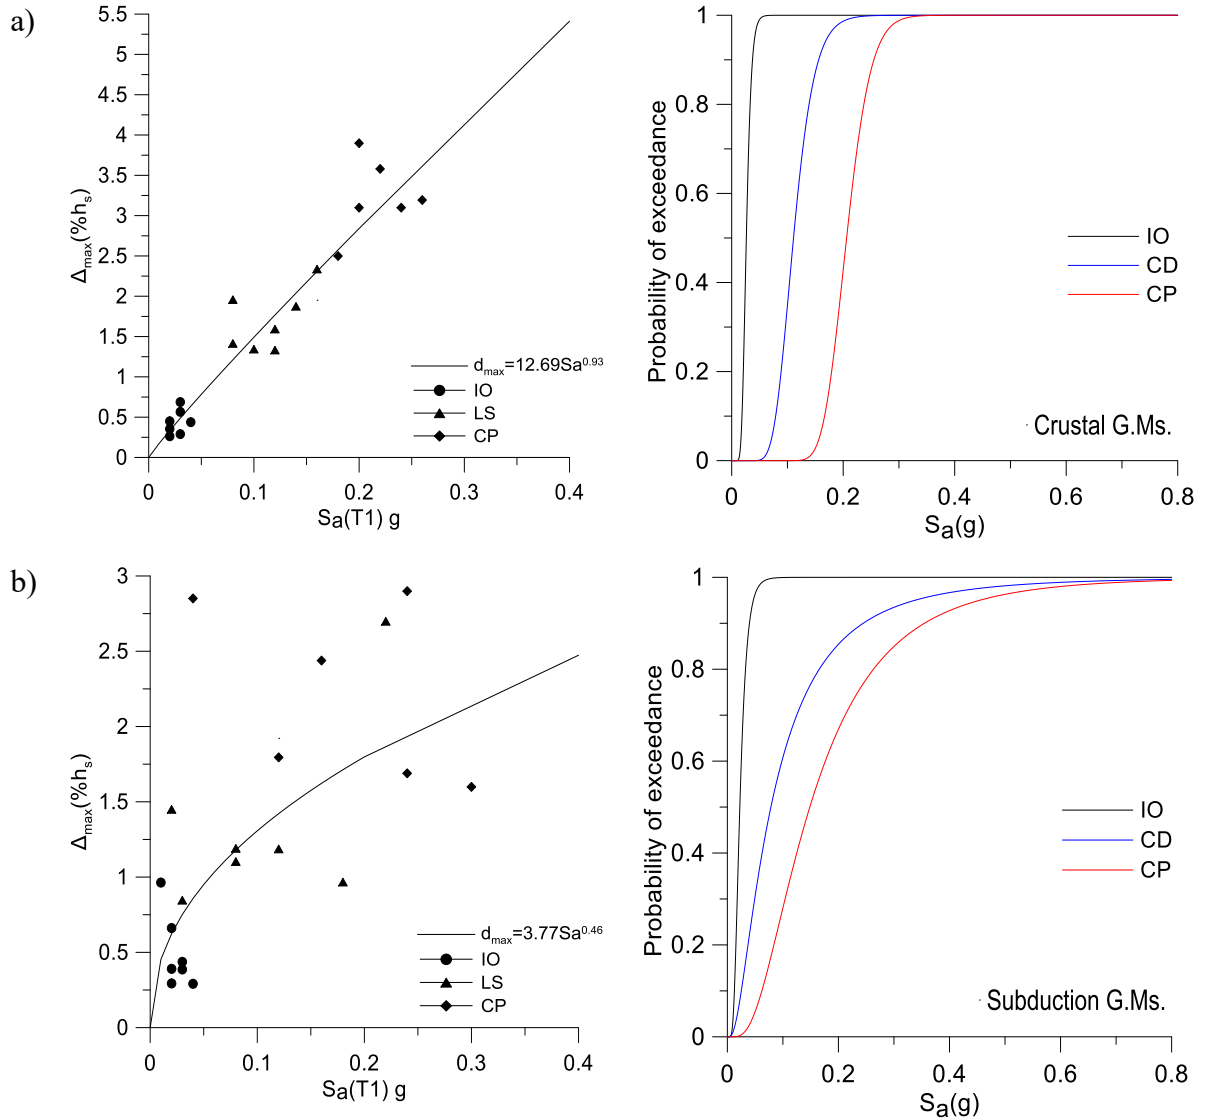 a)
5.5
5
4.5
4
3.5
3
2.5
2
1.5
1
0.5
0
Δmax(%hs)
dmax=12.69Sa0.93
IO
LS
CP
0 0.1 0.2 0.3 0.4
Sa(T1) g
1
0.8
0.6
0.4
0.2
0
Probability of exceedance
IO
CD
CP
Crustal G.Ms.
0 0.2 0.4 0.6 0.8
Sa(g)
b)
3
2.5
2
1.5
1
0.5
0
Δmax(%hs)
dmax=3.77Sa0.46
IO
LS
CP
0 0.1 0.2 0.3 0.4
Sa(T1) g
1
0.8
0.6
0.4
0.2
0
Probability of exceedance
IO
CD
CP
Subduction G.Ms.
0 0.2 0.4 0.6 0.8
Sa(g)